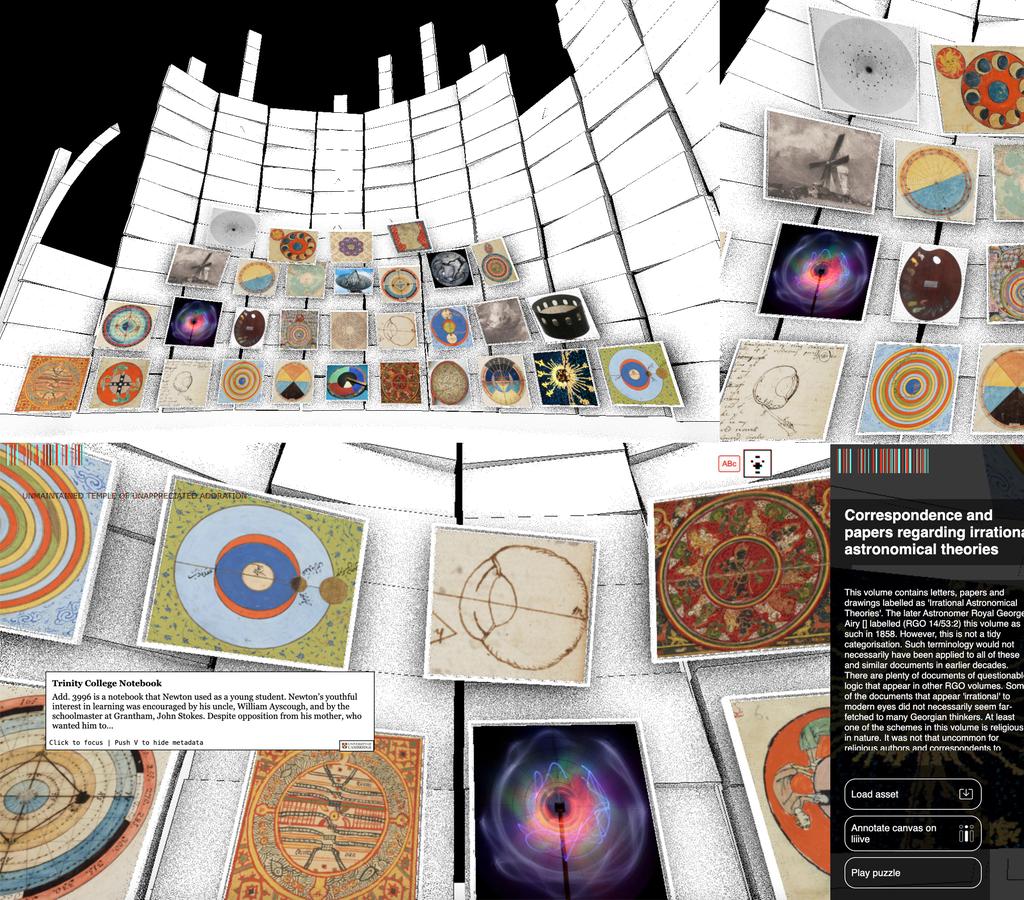 ABc
UNMAINTAINED TEMPLE OF UNAPPRECIATED ADORATION
Correspondence and
papers regarding irrationa
astronomical theories
This volume contains letters, papers and
drawings labelled as 'Irrational Astronomical
Theories'. The later Astronomer Royal George
Airy [] labelled (RGO 14/53:2) this volume as
such in 1858. However, this is not a tidy
categorisation. Such terminology would not
necessarily have been applied to all of these
and similar documents in earlier decades.
There are plenty of documents of questionable
logic that appear in other RGO volumes. Som
of the documents that appear 'irrational' to
modern eyes did not necessarily seem far-
fetched to many Georgian thinkers. At least
one of the schemes in this volume is religious
in nature. It was not that uncommon for
religious authors and correspondents to
Trinity College Notebook
Add. 3996 is a notebook that Newton used as a young student. Newton's youthful
interest in learning was encouraged by his uncle, William Ayscough, and by the
schoolmaster at Grantham, John Stokes. Despite opposition from his mother, who
wanted him to...
Click to focus | Push V to hide metadata
Load asset
Annotate canvas on
liiive
Play puzzle